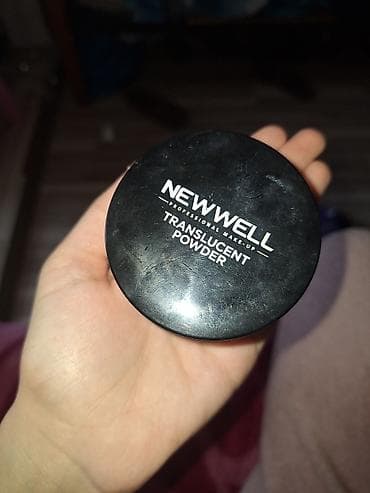 NEWWELL
PROFESSIONAL MAKE-UP
TRANSLUCENT
POWDER